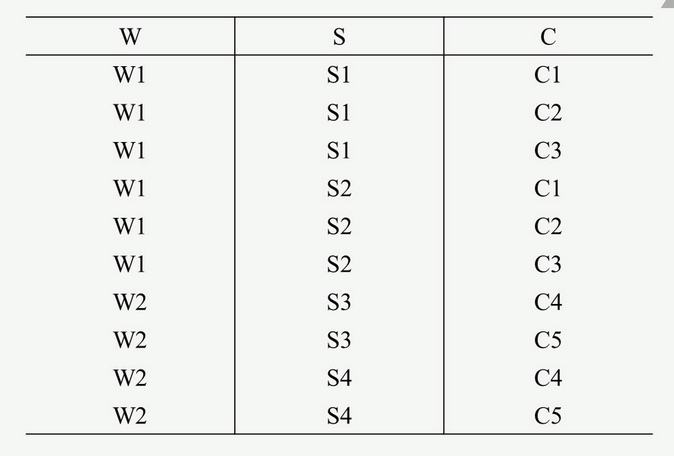 W S C
W1 S1 C1
W1 S1 C2
W1 S1 C3
W1 S2 C1
W1 S2 C2
W1 S2 C3
W2 S3 C4
W2 S3 C5
W2 S4 C4
W2 S4 C5